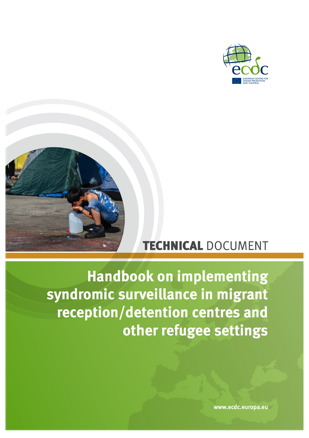 ecdc
EUROPEAN CENTRE FOR
DISEASE PREVENTION
AND CONTROL
TECHNICAL DOCUMENT
Handbook on implementing
syndromic surveillance in migrant
reception/detention centres and
other refugee settings
www.ecdc.europa.eu